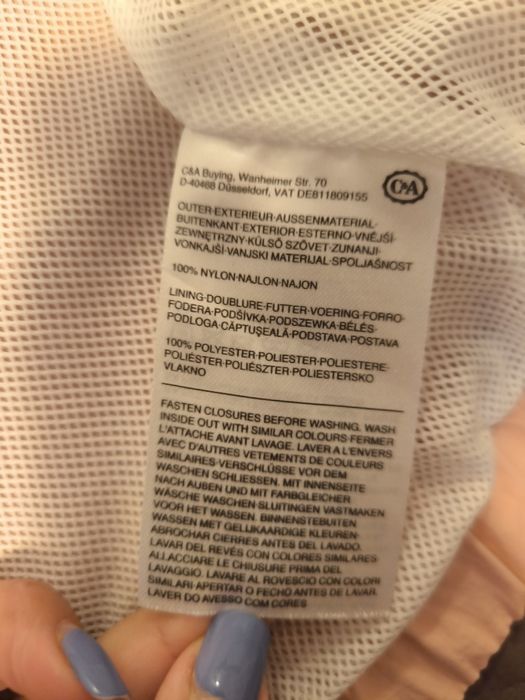 C&A Buying, Wanheimer Str. 70
D-40468 Düsseldorf, VAT DE811809155
C&A
OUTER·EXTERIEUR·AUSSENMATERIAL·
BUITENKANT·EXTERIOR·ESTERNO·VNĚJŠÍ·
ZEWNĘTRZNY·KÜLSŐ SZÖVET·ZUNANJI·
VONKAJŠÍ·VANJSKI MATERIJAL·SPOLJAŠNOST
100% NYLON·NAJLON·NAJON
LINING·DOUBLURE·FUTTER·VOERING·FORRO·
FODERA·PODŠÍVKA·PODSZEWKA·BÉLÉS·
PODLOGA·CĂPTUŞEALĂ·PODSTAVA·POSTAVA
100% POLYESTER·POLIESTER·POLIESTERE·
POLIÉSTER·POLIÉSZTER·POLIESTERSKO
VLAKNO
FASTEN CLOSURES BEFORE WASHING. WASH
INSIDE OUT WITH SIMILAR COLOURS·FERMER
L'ATTACHE AVANT LAVAGE. LAVER A L'ENVERS
AVEC D'AUTRES VETEMENTS DE COULEURS
SIMILAIRES·VERSCHLÜSSE VOR DEM
WASCHEN SCHLIESSEN. MIT INNENSEITE
NACH AUßEN UND MIT FARBGLEICHER
WÄSCHE WASCHEN·SLUITINGEN VASTMAKEN
VOOR HET WASSEN. BINNENSTEBUITEN
WASSEN MET GELIJKAARDIGE KLEUREN·
ABROCHAR CIERRES ANTES DEL LAVADO.
LAVAR DEL REVÉS CON COLORES SIMILARES
ALLACCIARE LE CHIUSURE PRIMA DEL
LAVAGGIO. LAVARE AL ROVESCIO CON COLORI
SIMILARI·APERTAR O FECHO ANTES DE LAVAR.
LAVER DO AVESSO COM CORES